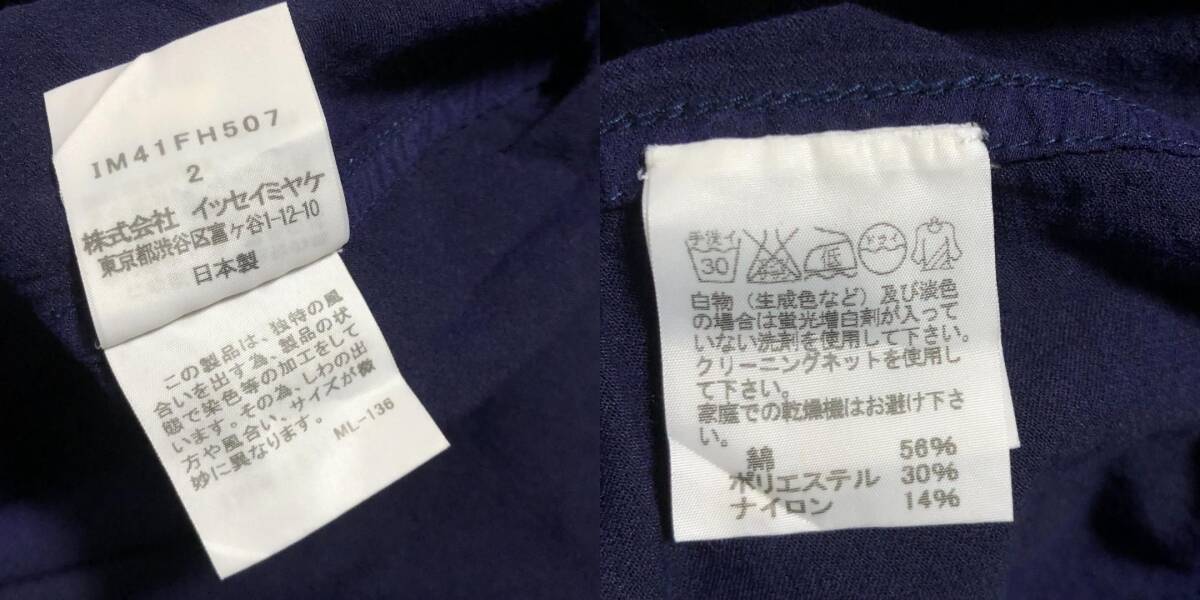 IM41FH507
2
株式会社 イッセイミヤケ
東京都渋谷区富ヶ谷1-12-10
日本製
この製品は、独特の風
合いを出す為、製品の状
態で染色等の加工をして
います。その為、しわの出
方や風合い、サイズが微
妙に異なります。
ML-136
手洗イ
30
低
ドライ
白物（生成色など）及び淡色
の場合は蛍光増白剤が入って
いない洗剤を使用して下さい。
クリーニングネットを使用し
て下さい。
家庭での乾燥機はお避け下さ
い。
綿 56%
ポリエステル 30%
ナイロン 14%